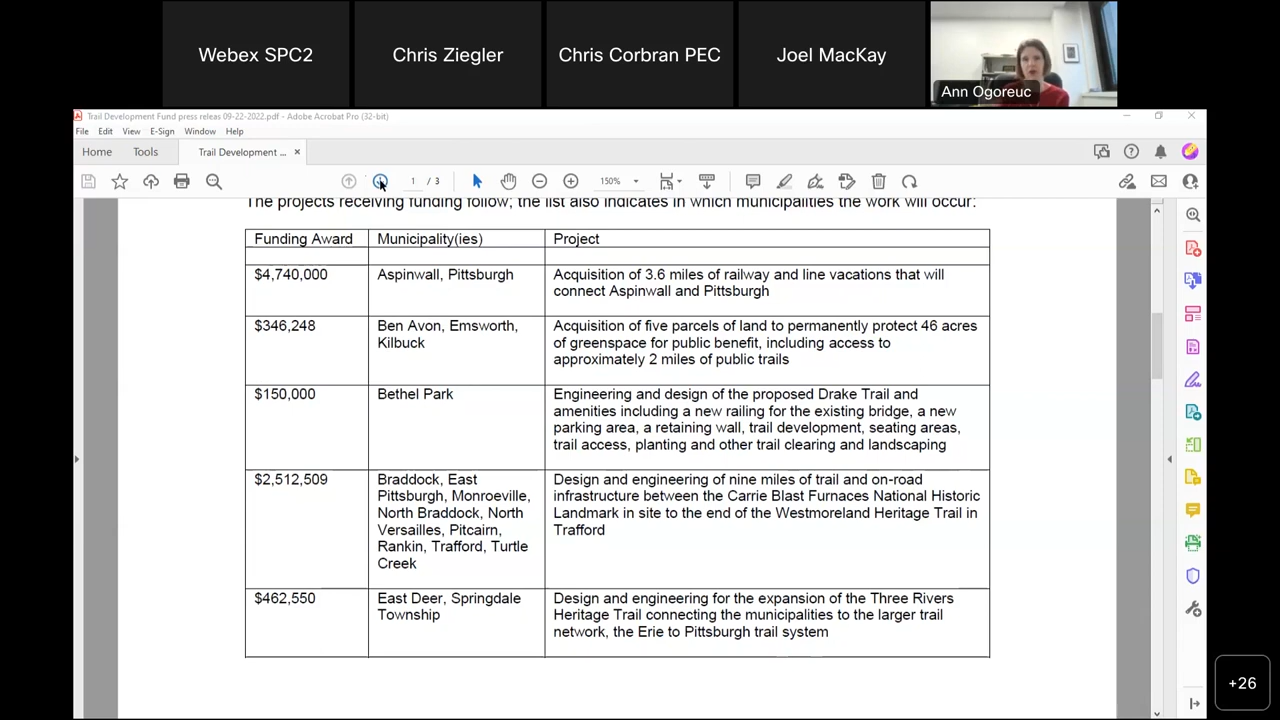 Webex SPC2
Chris Ziegler
Chris Corbran PEC
Joel MacKay
Ann Ogoreuc
Trail Development Fund press releas 09-22-2022.pdf - Adobe Acrobat Pro (32-bit)
File Edit View E-Sign Window Help
Home Tools Trail Development ... ×
1 / 3 150%
The projects receiving funding follow; the list also indicates in which municipalities the work will occur:
Funding Award Municipality(ies) Project
$4,740,000 Aspinwall, Pittsburgh Acquisition of 3.6 miles of railway and line vacations that will
connect Aspinwall and Pittsburgh
$346,248 Ben Avon, Emsworth, Acquisition of five parcels of land to permanently protect 46 acres
Kilbuck of greenspace for public benefit, including access to
approximately 2 miles of public trails
$150,000 Bethel Park Engineering and design of the proposed Drake Trail and
amenities including a new railing for the existing bridge, a new
parking area, a retaining wall, trail development, seating areas,
trail access, planting and other trail clearing and landscaping
$2,512,509 Braddock, East Design and engineering of nine miles of trail and on-road
Pittsburgh, Monroeville, infrastructure between the Carrie Blast Furnaces National Historic
North Braddock, North Landmark in site to the end of the Westmoreland Heritage Trail in
Versailles, Pitcairn, Trafford
Rankin, Trafford, Turtle
Creek
$462,550 East Deer, Springdale Design and engineering for the expansion of the Three Rivers
Township Heritage Trail connecting the municipalities to the larger trail
network, the Erie to Pittsburgh trail system
+26